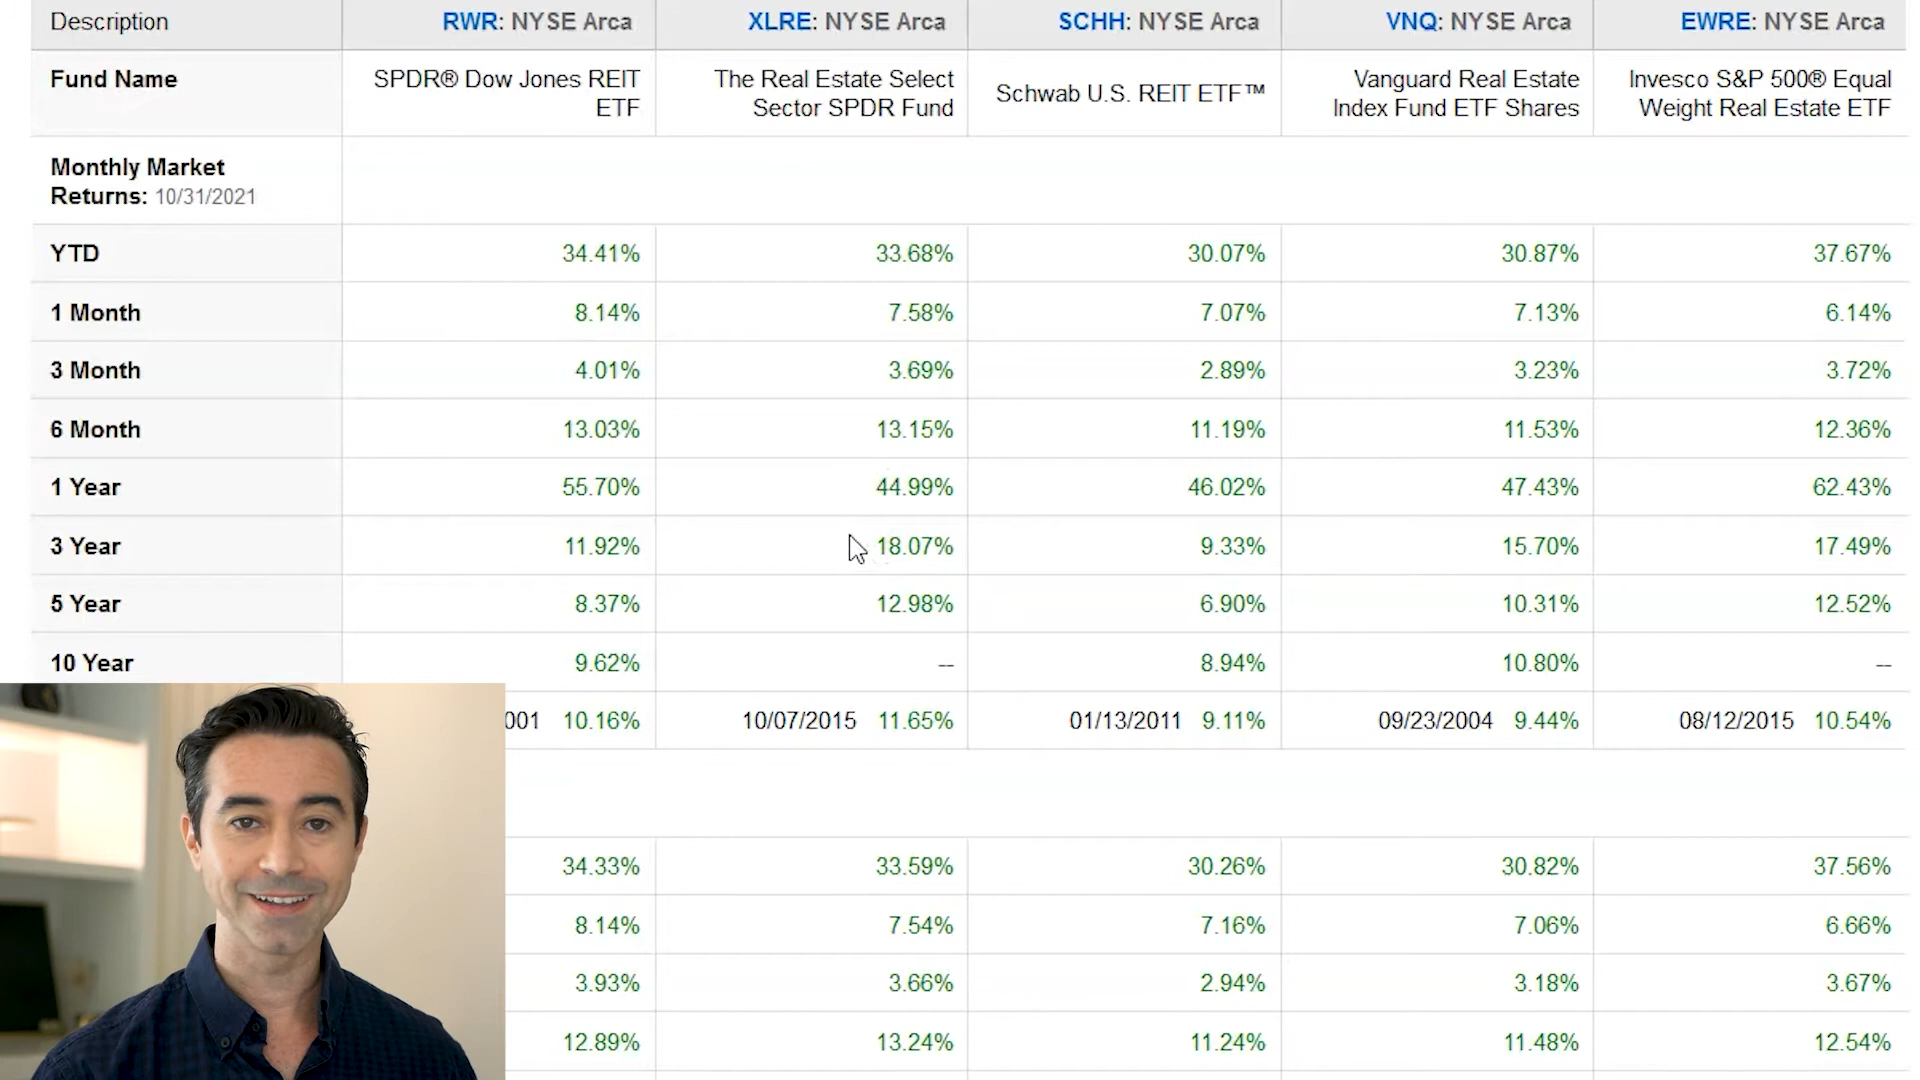 Description RWR: NYSE Arca XLRE: NYSE Arca SCHH: NYSE Arca VNQ: NYSE Arca EWRE: NYSE Arca
Fund Name SPDR® Dow Jones REIT The Real Estate Select Schwab U.S. REIT ETF™ Vanguard Real Estate Invesco S&P 500® Equal
ETF Sector SPDR Fund Index Fund ETF Shares Weight Real Estate ETF
Monthly Market
Returns: 10/31/2021
YTD 34.41% 33.68% 30.07% 30.87% 37.67%
1 Month 8.14% 7.58% 7.07% 7.13% 6.14%
3 Month 4.01% 3.69% 2.89% 3.23% 3.72%
6 Month 13.03% 13.15% 11.19% 11.53% 12.36%
1 Year 55.70% 44.99% 46.02% 47.43% 62.43%
3 Year 11.92% 18.07% 9.33% 15.70% 17.49%
5 Year 8.37% 12.98% 6.90% 10.31% 12.52%
10 Year 9.62% -- 8.94% 10.80% --
001 10.16% 10/07/2015 11.65% 01/13/2011 9.11% 09/23/2004 9.44% 08/12/2015 10.54%
34.33% 33.59% 30.26% 30.82% 37.56%
8.14% 7.54% 7.16% 7.06% 6.66%
3.93% 3.66% 2.94% 3.18% 3.67%
12.89% 13.24% 11.24% 11.48% 12.54%